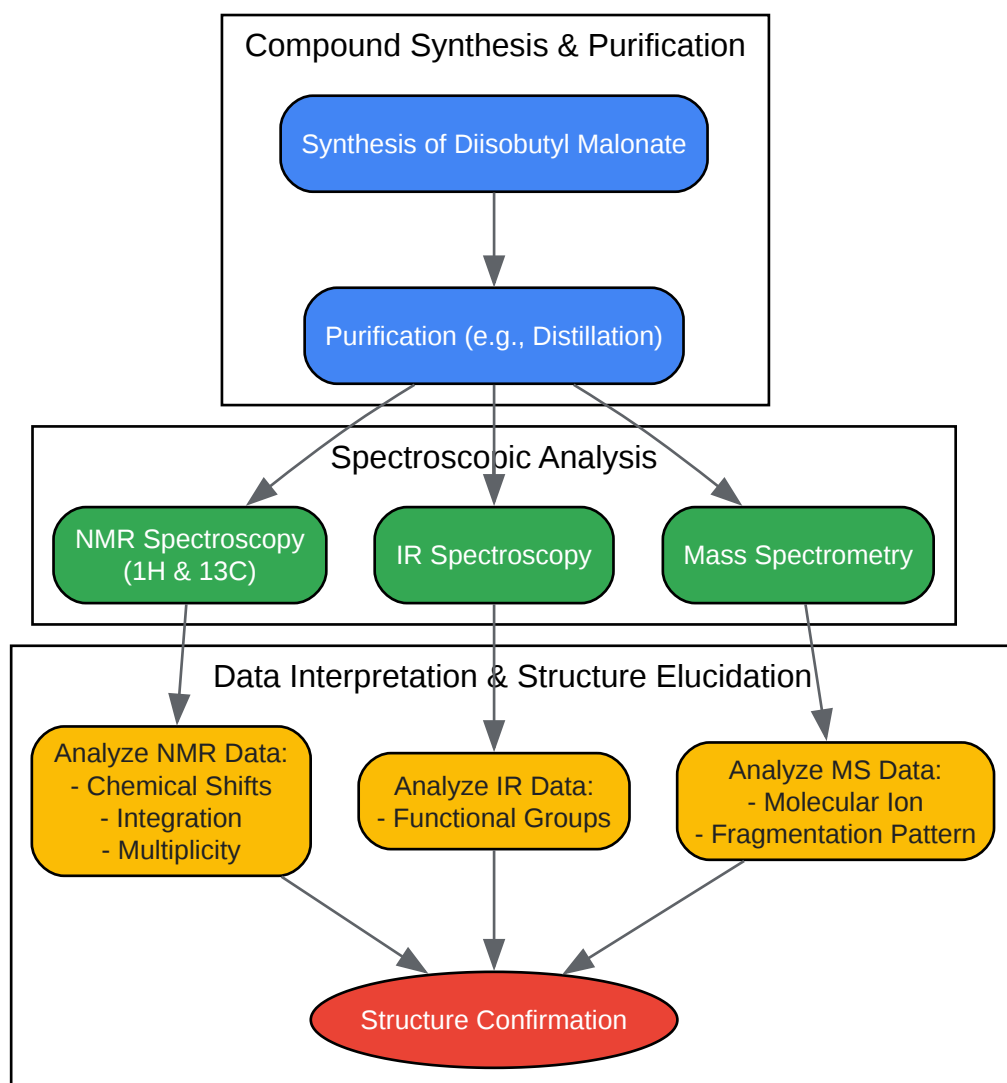 Compound Synthesis & Purification
Synthesis of Diisobutyl Malonate
Purification (e.g., Distillation)
Spectroscopic Analysis
NMR Spectroscopy
(1H & 13C)
IR Spectroscopy
Mass Spectrometry
Data Interpretation & Structure Elucidation
Analyze NMR Data:
- Chemical Shifts
- Integration
- Multiplicity
Analyze IR Data:
- Functional Groups
Analyze MS Data:
- Molecular Ion
- Fragmentation Pattern
Structure Confirmation